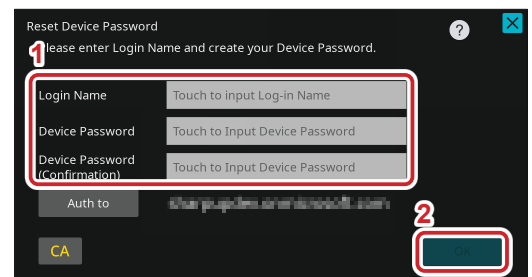 Reset Device Password
?
1
Please enter Login Name and create your Device Password.
Login Name
Touch to input Log-in Name
Device Password
Touch to Input Device Password
Device Password
(Confirmation)
Touch to Input Device Password
Auth to
2
CA
OK